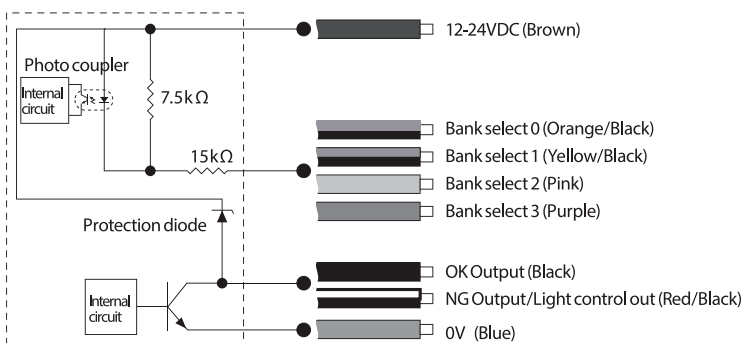 12-24VDC (Brown)
Photo coupler
Internal
circuit
7.5kΩ
15kΩ
Bank select 0 (Orange/Black)
Bank select 1 (Yellow/Black)
Bank select 2 (Pink)
Bank select 3 (Purple)
Protection diode
Internal
circuit
OK Output (Black)
NG Output/Light control out (Red/Black)
0V (Blue)